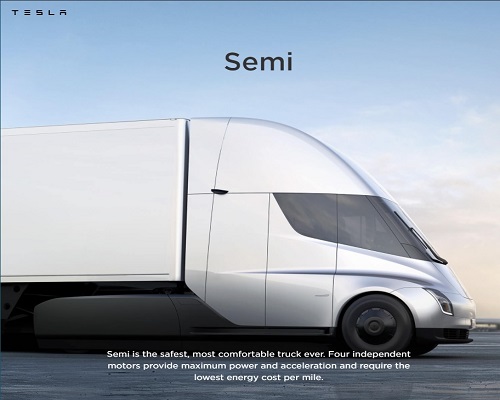 TESLA
Semi
Semi is the safest, most comfortable truck ever. Four independent
motors provide maximum power and acceleration and require the
lowest energy cost per mile.